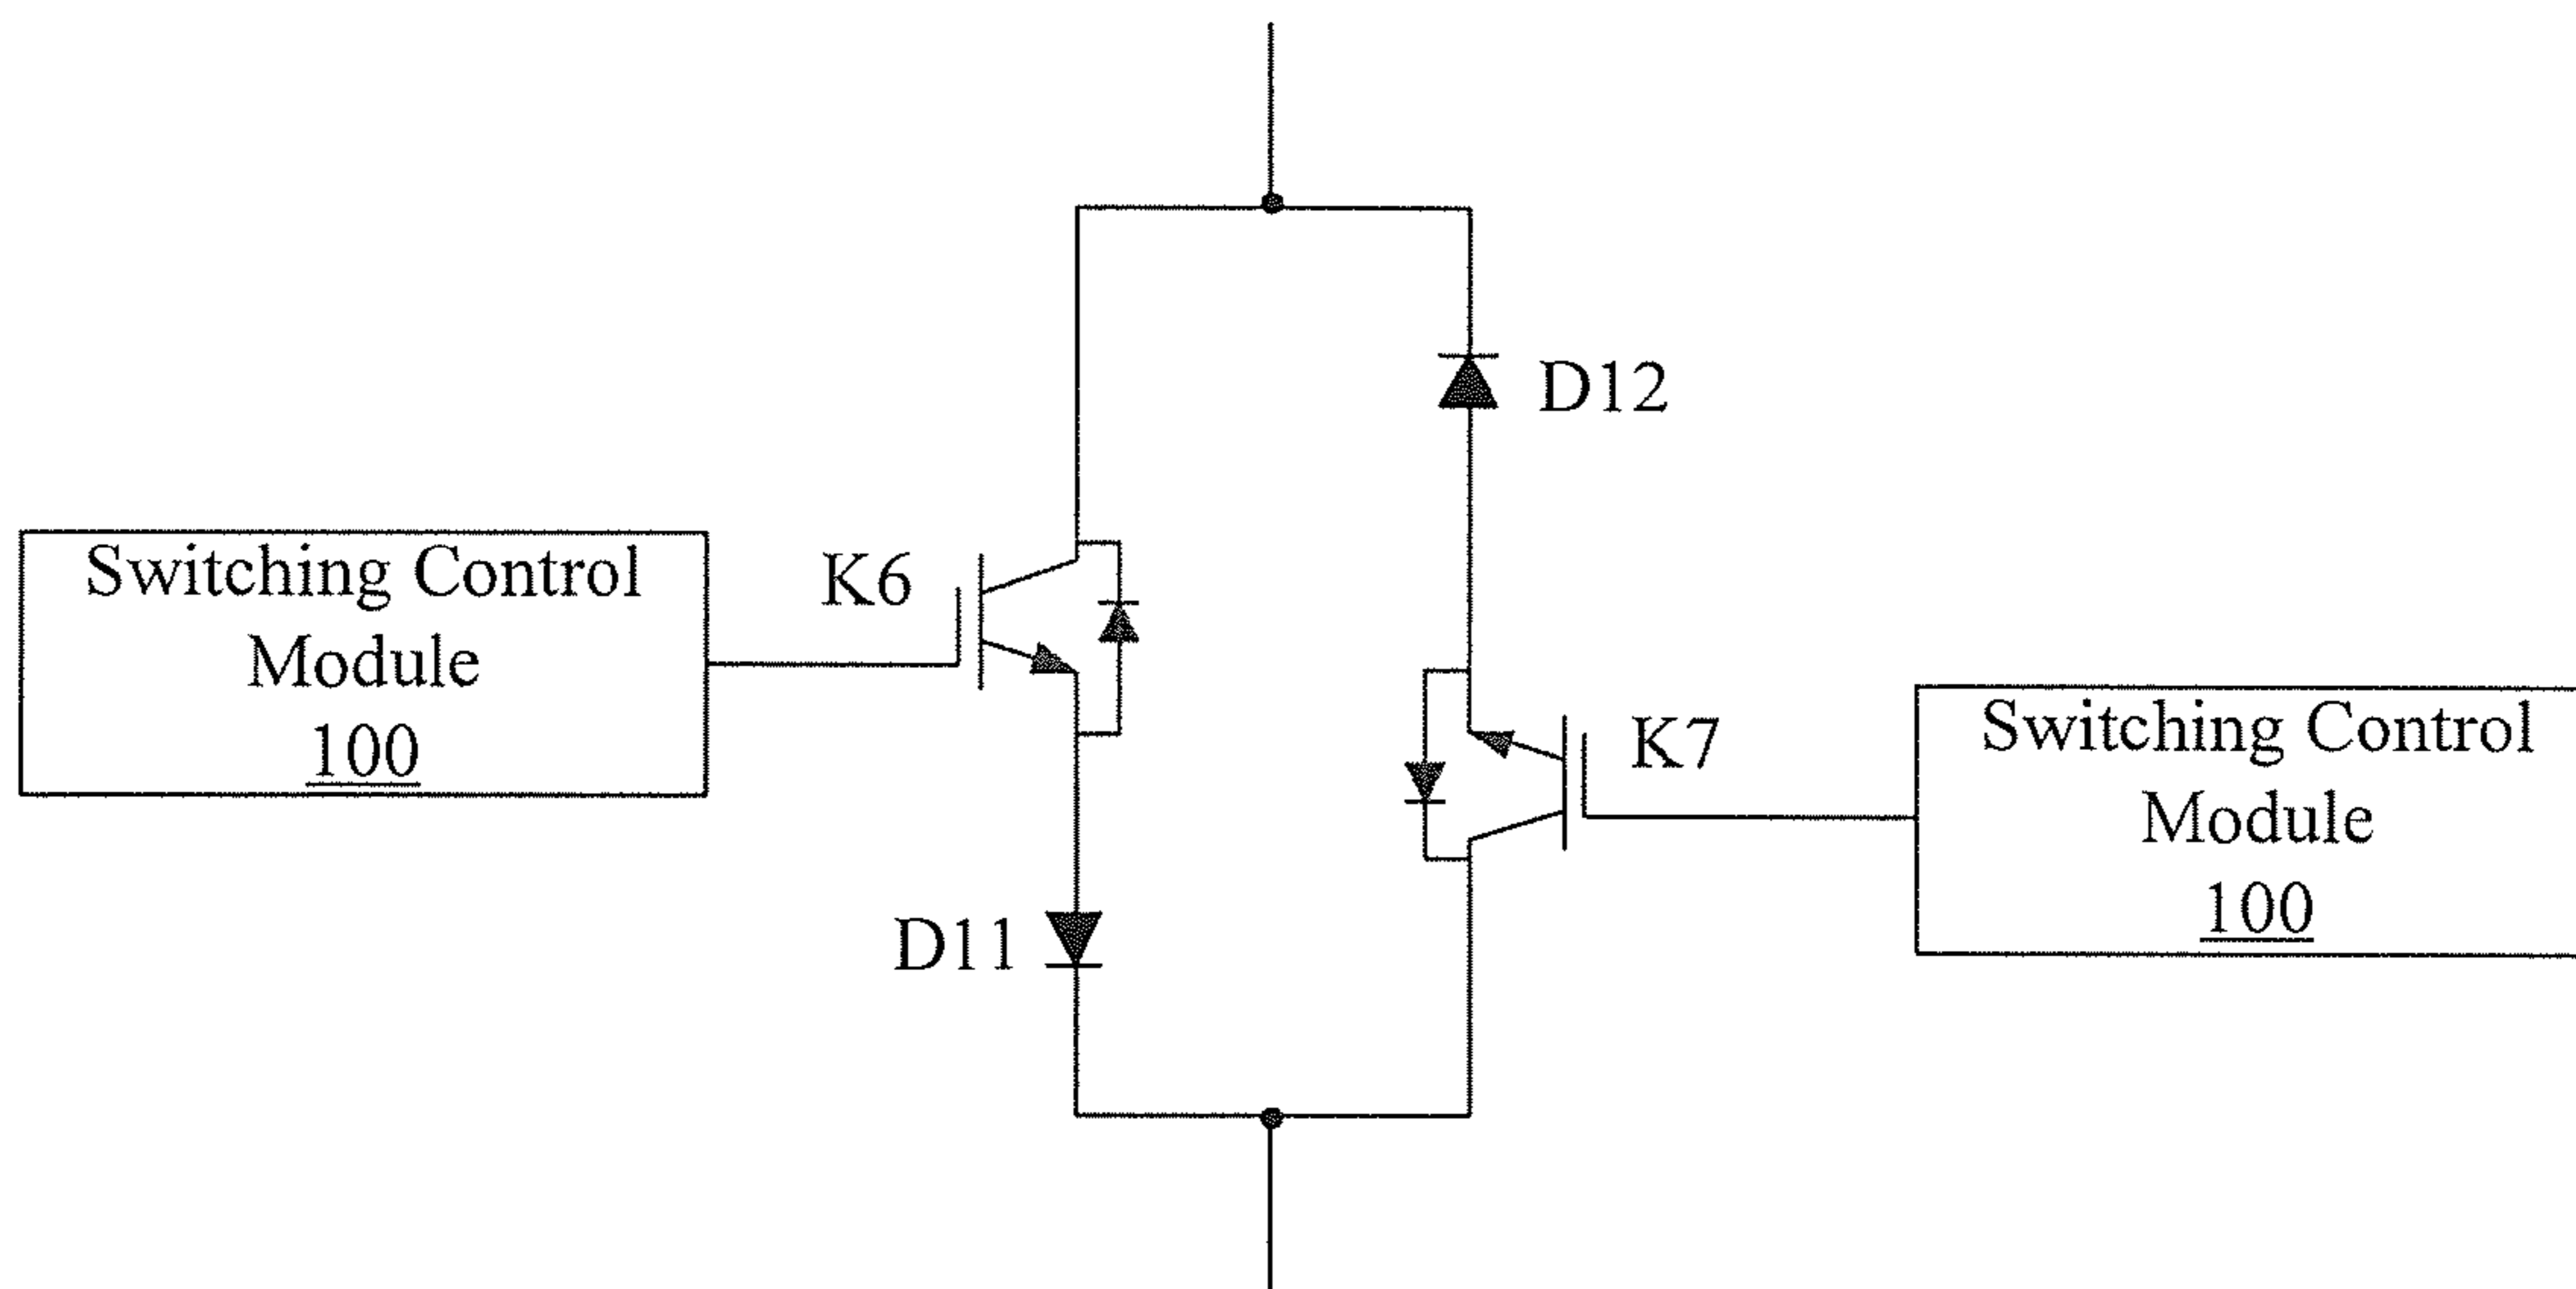 D12
Switching Control
Module
100
K6
K7
Switching Control
Module
100
D11